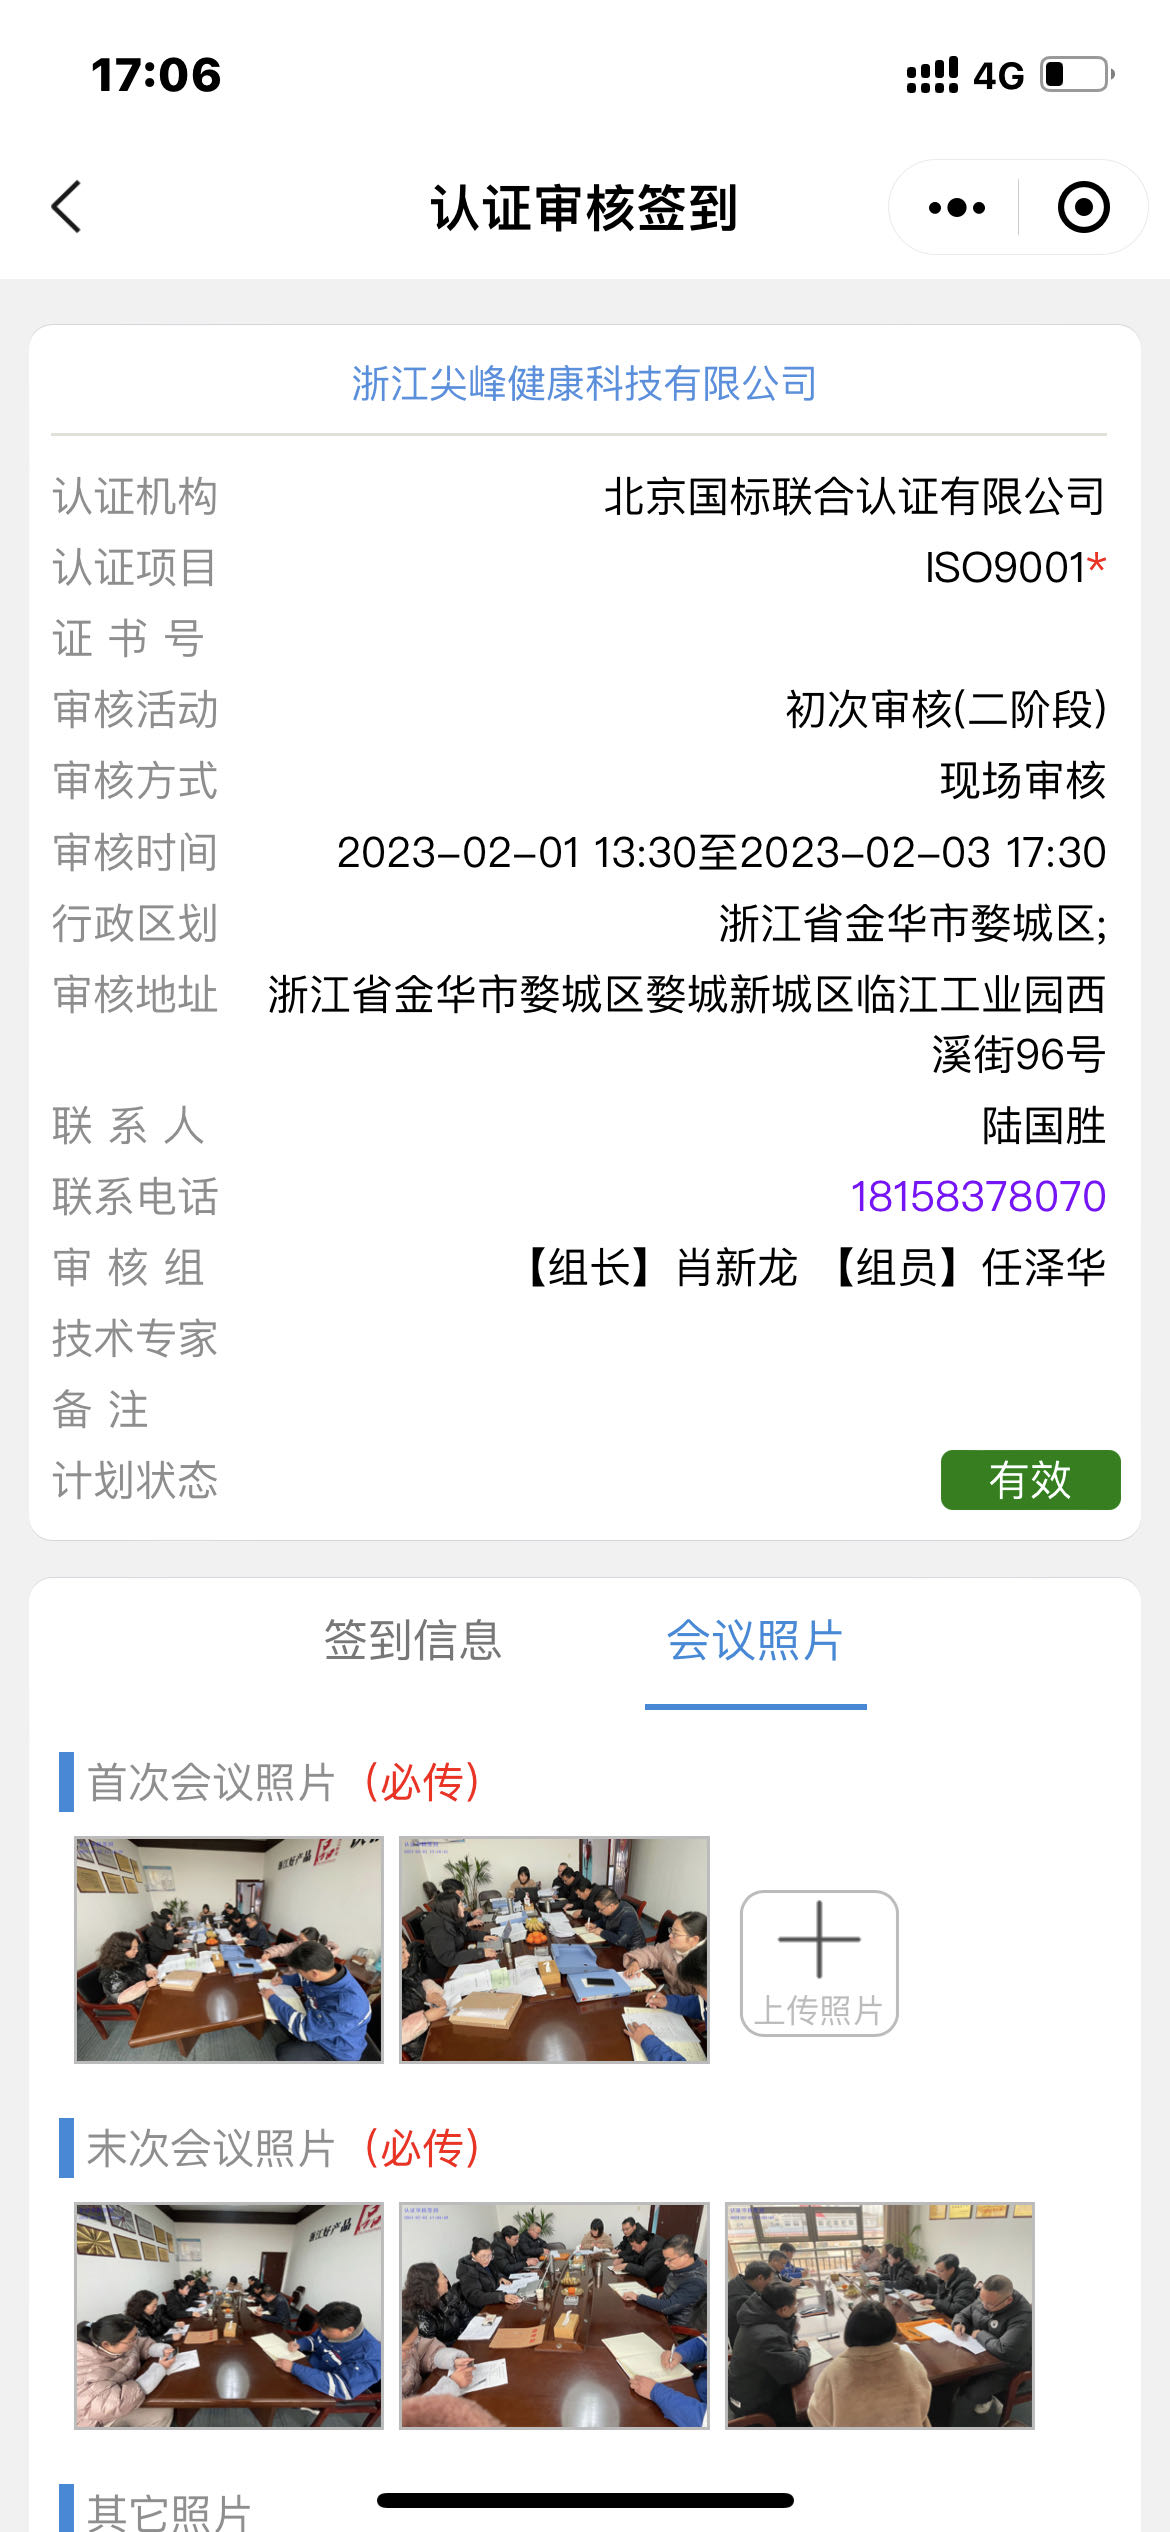 17:06
4G
认证审核签到
浙江尖峰健康科技有限公司
认证机构 北京国标联合认证有限公司
认证项目 ISO9001*
证 书 号
审核活动 初次审核(二阶段)
审核方式 现场审核
审核时间 2023-02-01 13:30至2023-02-03 17:30
行政区划 浙江省金华市婺城区;
审核地址 浙江省金华市婺城区婺城新城区临江工业园西
溪街96号
联 系 人 陆国胜
联系电话 18158378070
审 核 组 【组长】肖新龙 【组员】任泽华
技术专家
备 注
计划状态 有效
签到信息 会议照片
首次会议照片 (必传)
浙江好产品
上传照片
末次会议照片 (必传)
浙江好产品
其它照片